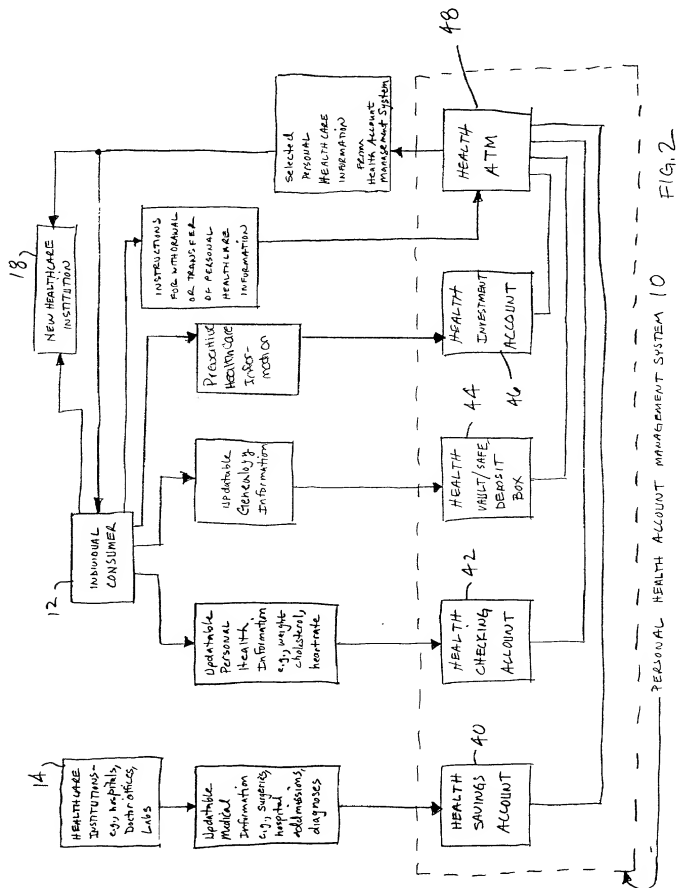 14
HEALTHCARE
INSTITUTIONS-
e.g., hospitals,
Doctor offices,
Labs
Updatable
Medical
Information
e.g., surgeries,
hospital
admissions,
diagnoses
HEALTH
SAVINGS
ACCOUNT
40
12
INDIVIDUAL
CONSUMER
Updatable
Personal
Health
Information
e.g., weight
cholesterol,
heartrate
HEALTH
CHECKING
ACCOUNT
42
Updatable
Genealogy
Information
HEALTH
VAULT/SAFE
DEPOSIT
BOX
44
Preventive
Healthcare
Infor-
mation
HEALTH
INVESTMENT
ACCOUNT
46
18
NEW HEALTHCARE
INSTITUTION
INSTRUCTIONS
FOR WITHDRAWAL
OR TRANSFER
OF PERSONAL
HEALTHCARE
INFORMATION
Selected
PERSONAL
HEALTH CARE
INFORMATION
From
Health Account
Management System
HEALTH
ATM
48
PERSONAL HEALTH ACCOUNT MANAGEMENT SYSTEM 10
FIG. 2